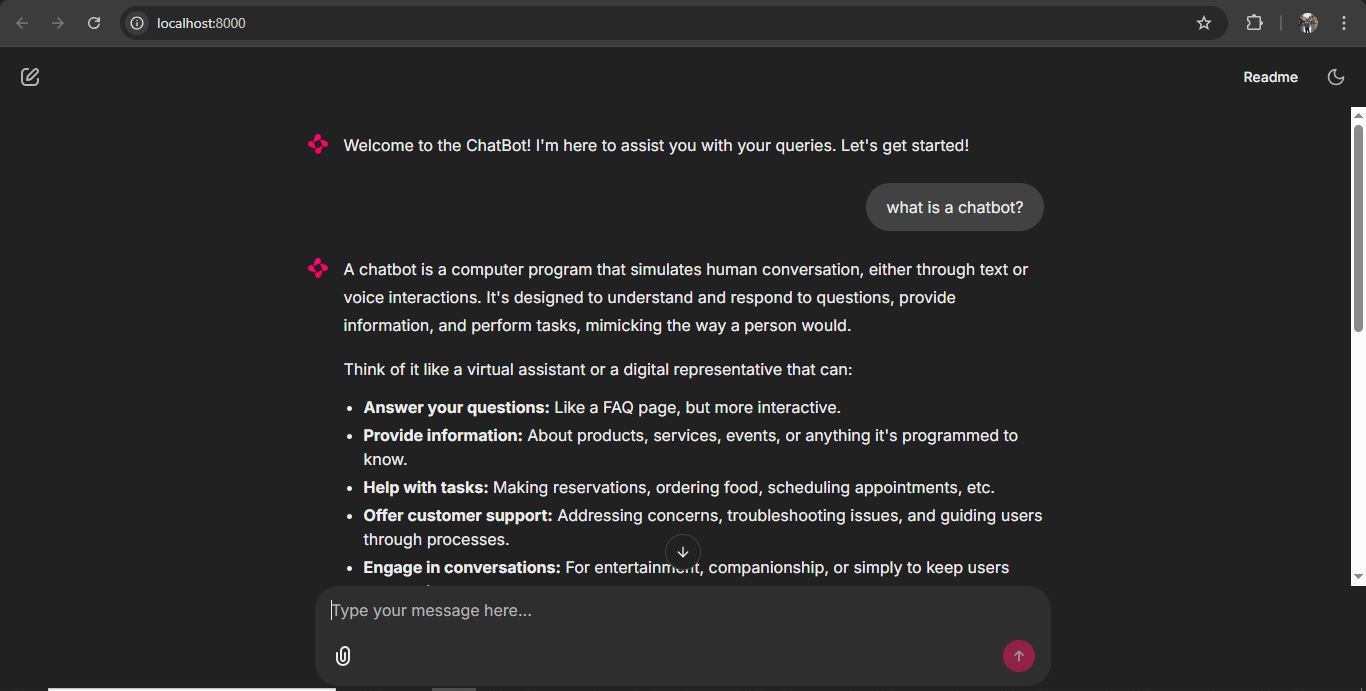 localhost:8000
Readme
Welcome to the ChatBot! I'm here to assist you with your queries. Let's get started!
what is a chatbot?
A chatbot is a computer program that simulates human conversation, either through text or
voice interactions. It's designed to understand and respond to questions, provide
information, and perform tasks, mimicking the way a person would.
Think of it like a virtual assistant or a digital representative that can:
• Answer your questions: Like a FAQ page, but more interactive.
• Provide information: About products, services, events, or anything it's programmed to
know.
• Help with tasks: Making reservations, ordering food, scheduling appointments, etc.
• Offer customer support: Addressing concerns, troubleshooting issues, and guiding users
through processes.
• Engage in conversations: For entertainment, companionship, or simply to keep users
Type your message here...